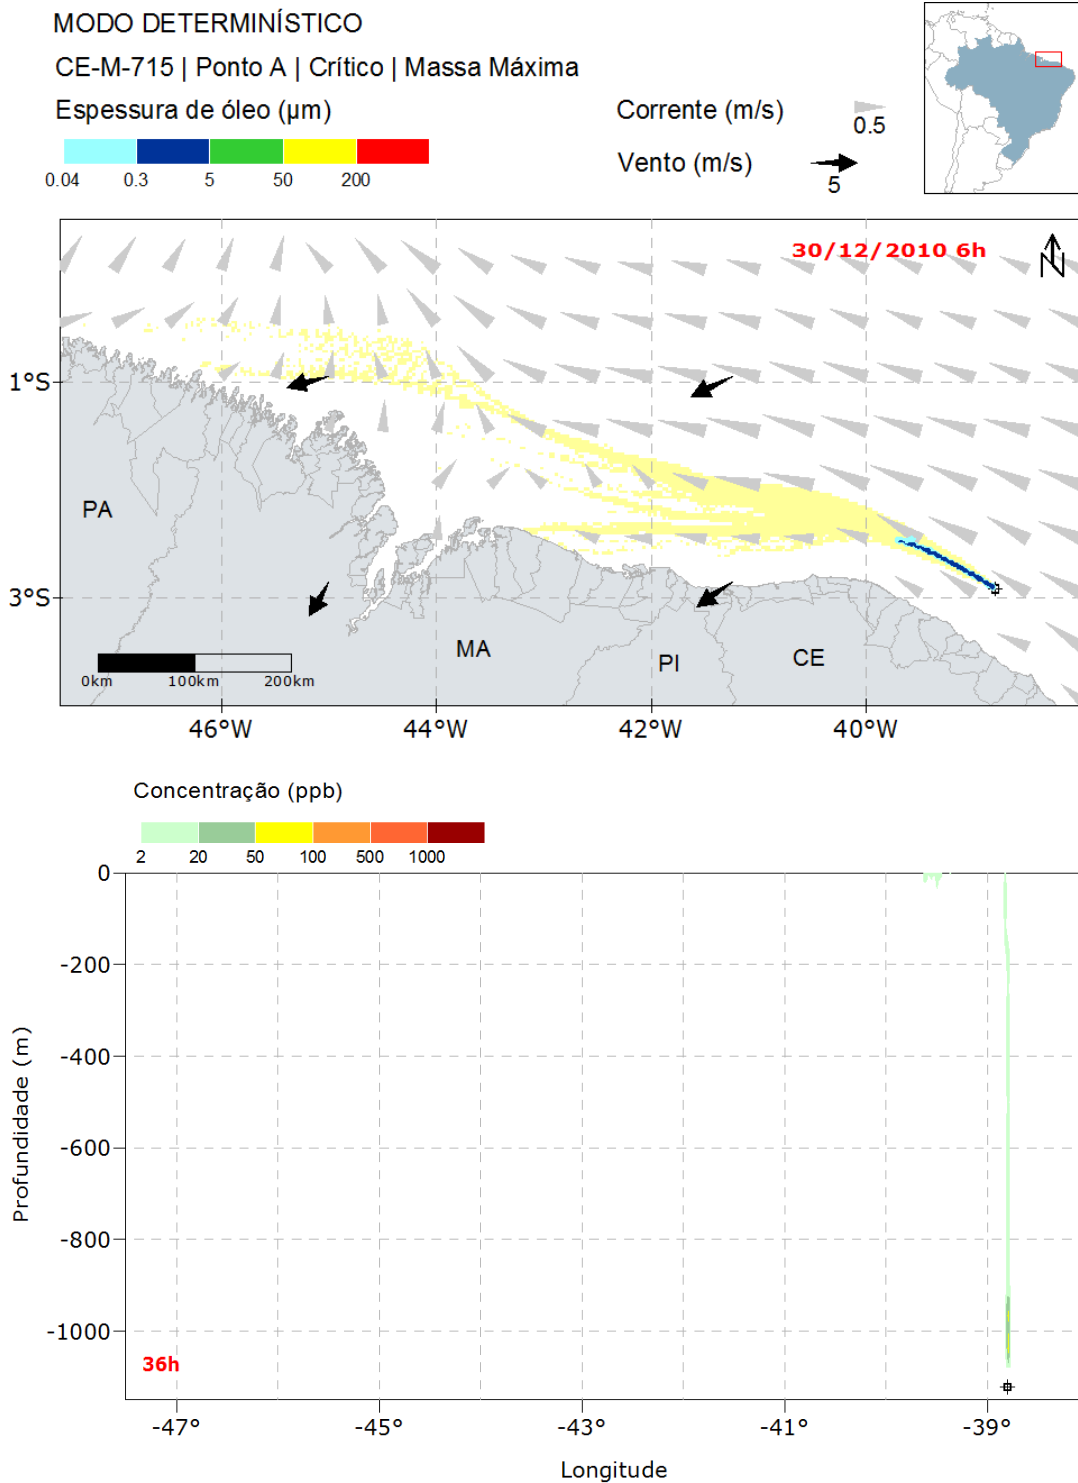 MODO DETERMINÍSTICO
CE-M-715 | Ponto A | Crítico | Massa Máxima
Espessura de óleo (µm)
0.04 0.3 5 50 200
Corrente (m/s)
0.5
Vento (m/s)
5
30/12/2010 6h
N
1°S
3°S
PA
MA
PI
CE
0km 100km 200km
46°W 44°W 42°W 40°W
Concentração (ppb)
2 20 50 100 500 1000
0
-200
-400
-600
-800
-1000
Profundidade (m)
36h
-47° -45° -43° -41° -39°
Longitude